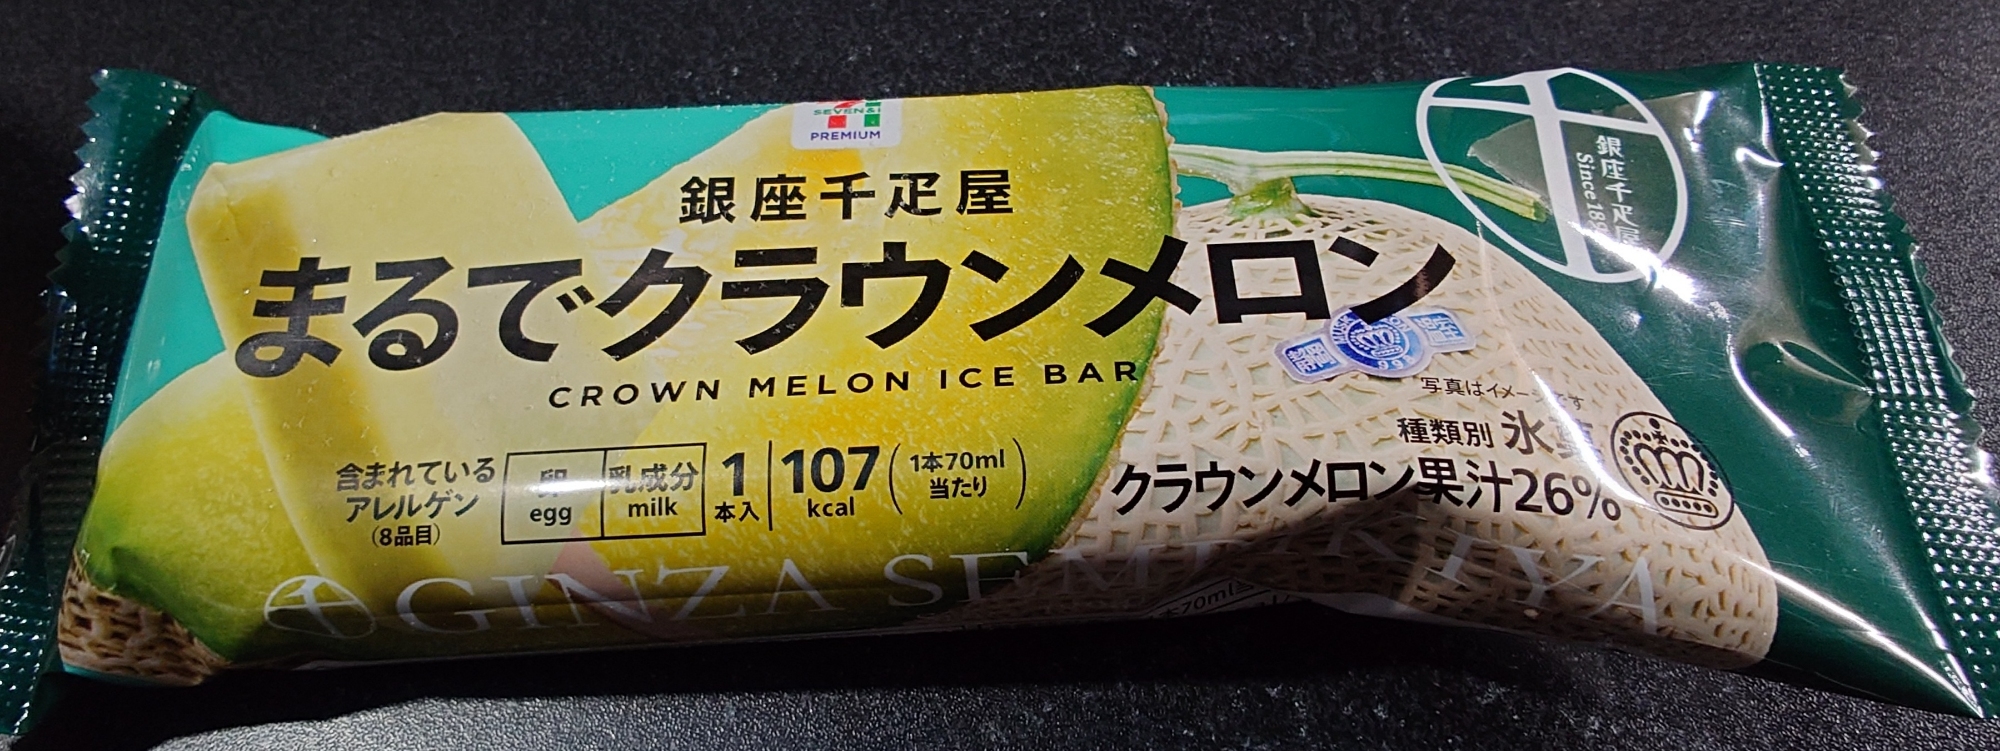 SEVEN&i
PREMIUM
銀座千疋屋
Since 189
銀座千疋屋
まるでクラウンメロン
CROWN MELON ICE BAR
写真はイメージです
種類別 氷菓
クラウンメロン果汁26%
含まれている
アレルゲン
(8品目)
卵
egg
乳成分
milk
1
本入
107
kcal
1本70ml
当たり
GINZA SEMBIKIYA